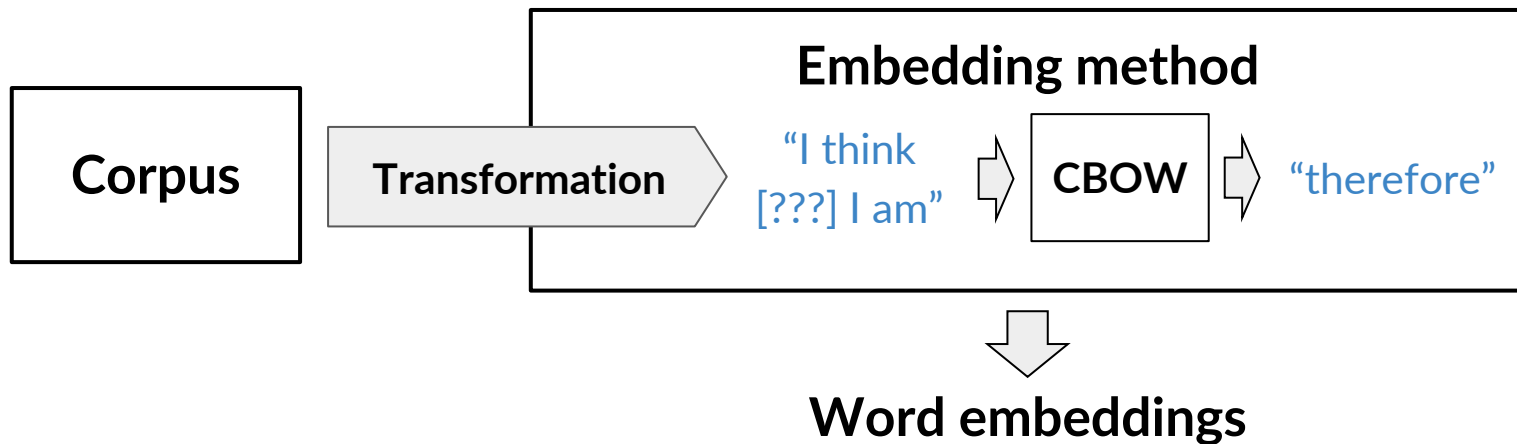 Embedding method
Corpus
Transformation
“I think
[???] I am”
CBOW
“therefore”
Word embeddings